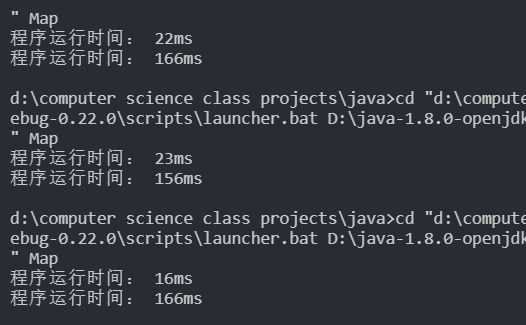 " Map
程序运行时间： 22ms
程序运行时间： 166ms
d:\computer science class projects\java>cd "d:\compute
ebug-0.22.0\scripts\launcher.bat D:\java-1.8.0-openjdk
" Map
程序运行时间： 23ms
程序运行时间： 156ms
d:\computer science class projects\java>cd "d:\compute
ebug-0.22.0\scripts\launcher.bat D:\java-1.8.0-openjdk
" Map
程序运行时间： 16ms
程序运行时间： 166ms